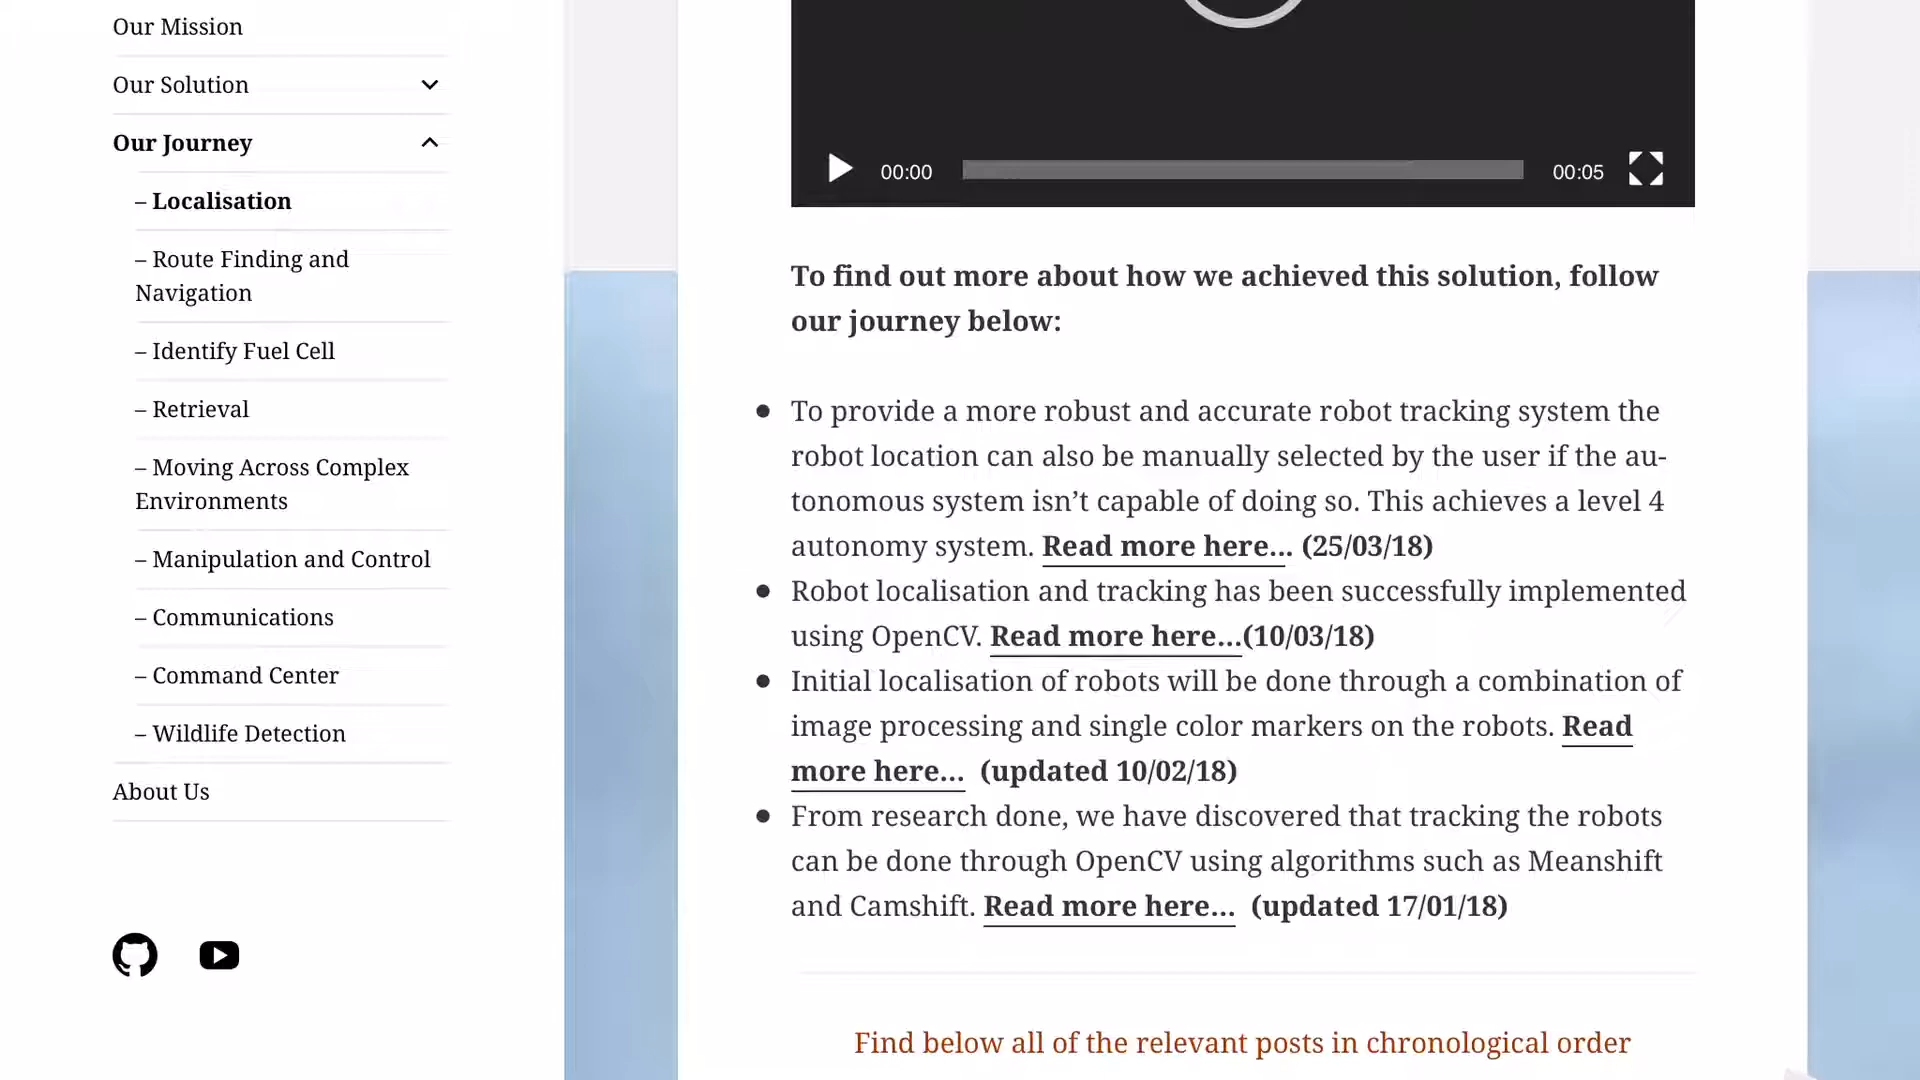 Our Mission
Our Solution
Our Journey
– Localisation
– Route Finding and
Navigation
– Identify Fuel Cell
– Retrieval
– Moving Across Complex
Environments
– Manipulation and Control
– Communications
– Command Center
– Wildlife Detection
About Us
00:00
00:05
To find out more about how we achieved this solution, follow
our journey below:
To provide a more robust and accurate robot tracking system the
robot location can also be manually selected by the user if the au-
tonomous system isn’t capable of doing so. This achieves a level 4
autonomy system. Read more here... (25/03/18)
Robot localisation and tracking has been successfully implemented
using OpenCV. Read more here...(10/03/18)
Initial localisation of robots will be done through a combination of
image processing and single color markers on the robots. Read
more here... (updated 10/02/18)
From research done, we have discovered that tracking the robots
can be done through OpenCV using algorithms such as Meanshift
and Camshift. Read more here... (updated 17/01/18)
Find below all of the relevant posts in chronological order